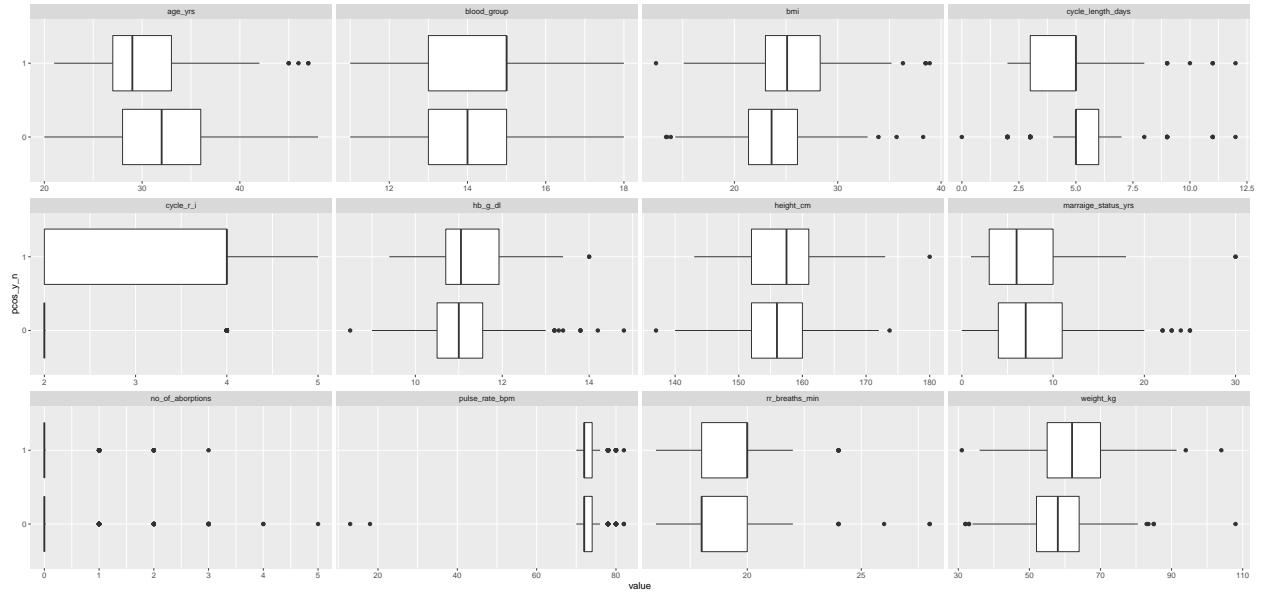 age_yrs blood_group bmi cycle_length_days
1
0
20 30 40 12 14 16 18 20 30 40 0.0 2.5 5.0 7.5 10.0 12.5
cycle_r_i hb_g_dl height_cm marraige_status_yrs
1
0
2 3 4 5 10 12 14 140 150 160 170 180 0 10 20 30
pcos_y_n
no_of_aborptions pulse_rate_bpm rr_breaths_min weight_kg
1
0
0 1 2 3 4 5 20 40 60 80 20 24 28 30 50 70 90 110
value